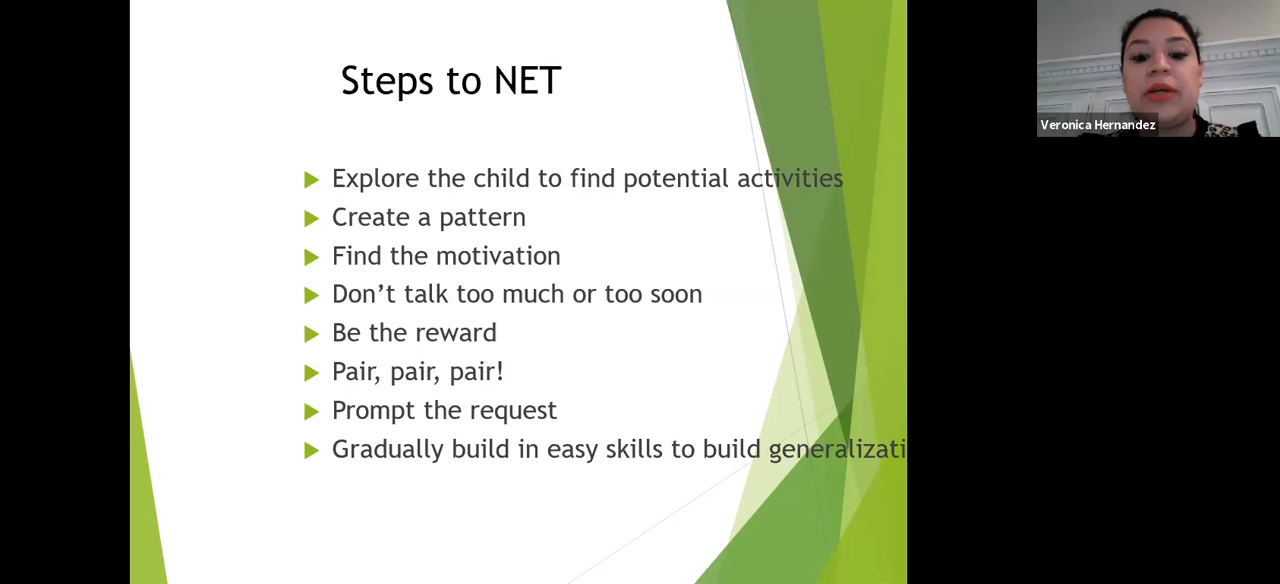 Steps to NET
Explore the child to find potential activities
Create a pattern
Find the motivation
Don’t talk too much or too soon
Be the reward
Pair, pair, pair!
Prompt the request
Gradually build in easy skills to build generalizati
Veronica Hernandez